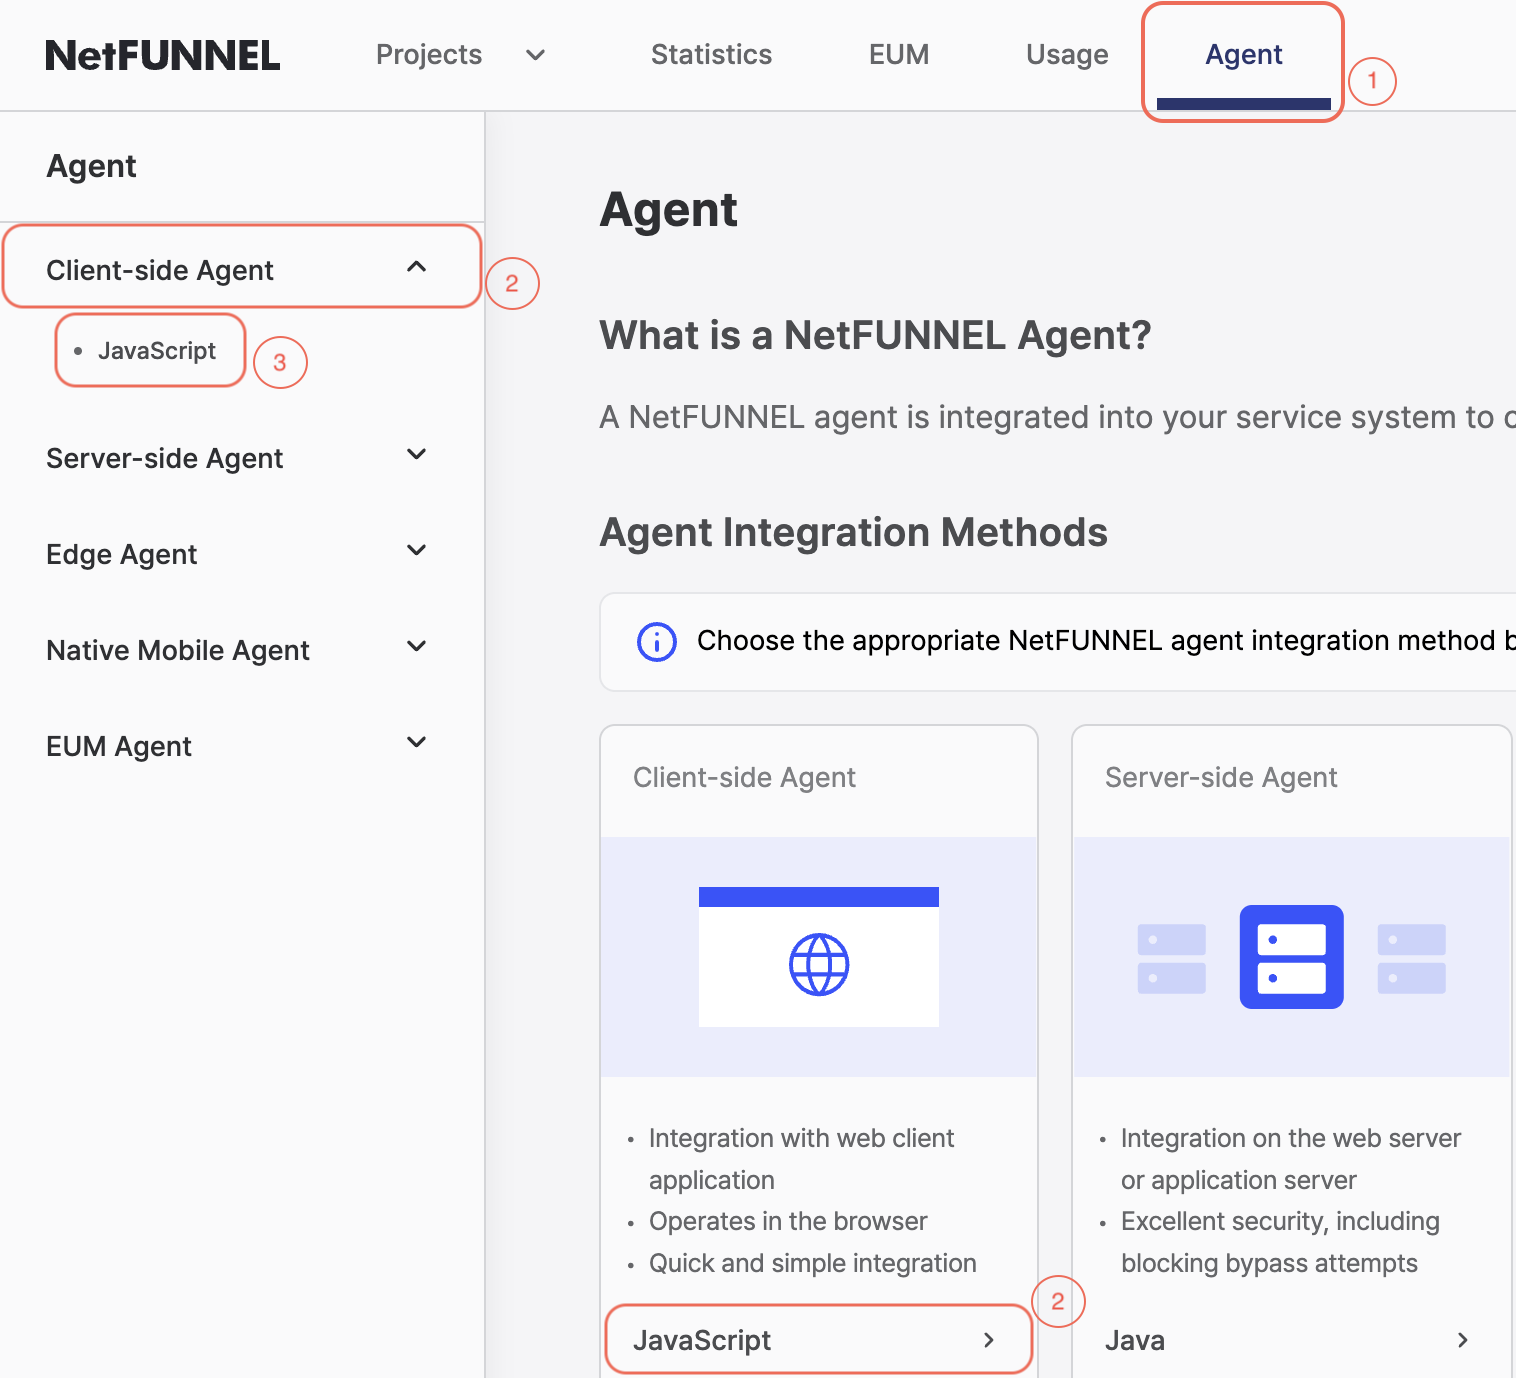 NetFUNNEL
Projects
Statistics
EUM
Usage
Agent
1
Agent
Client-side Agent
2
• JavaScript
3
Server-side Agent
Edge Agent
Native Mobile Agent
EUM Agent
Agent
What is a NetFUNNEL Agent?
A NetFUNNEL agent is integrated into your service system to
Agent Integration Methods
Choose the appropriate NetFUNNEL agent integration method
Client-side Agent
• Integration with web client
application
• Operates in the browser
• Quick and simple integration
2
JavaScript
Server-side Agent
• Integration on the web server
or application server
• Excellent security, including
blocking bypass attempts
Java